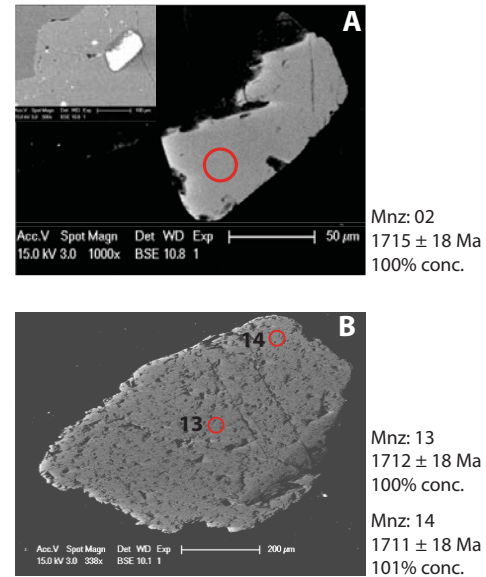 A
Acc.V Spot Magn Det WD Exp
15.0 kV 3.0 1000x BSE 10.8 1
50 µm
Mnz: 02
1715 ± 18 Ma
100% conc.
B
14
13
Acc.V Spot Magn Det WD Exp
15.0 kV 3.0 338x BSE 10.1 1
200 µm
Mnz: 13
1712 ± 18 Ma
100% conc.
Mnz: 14
1711 ± 18 Ma
101% conc.